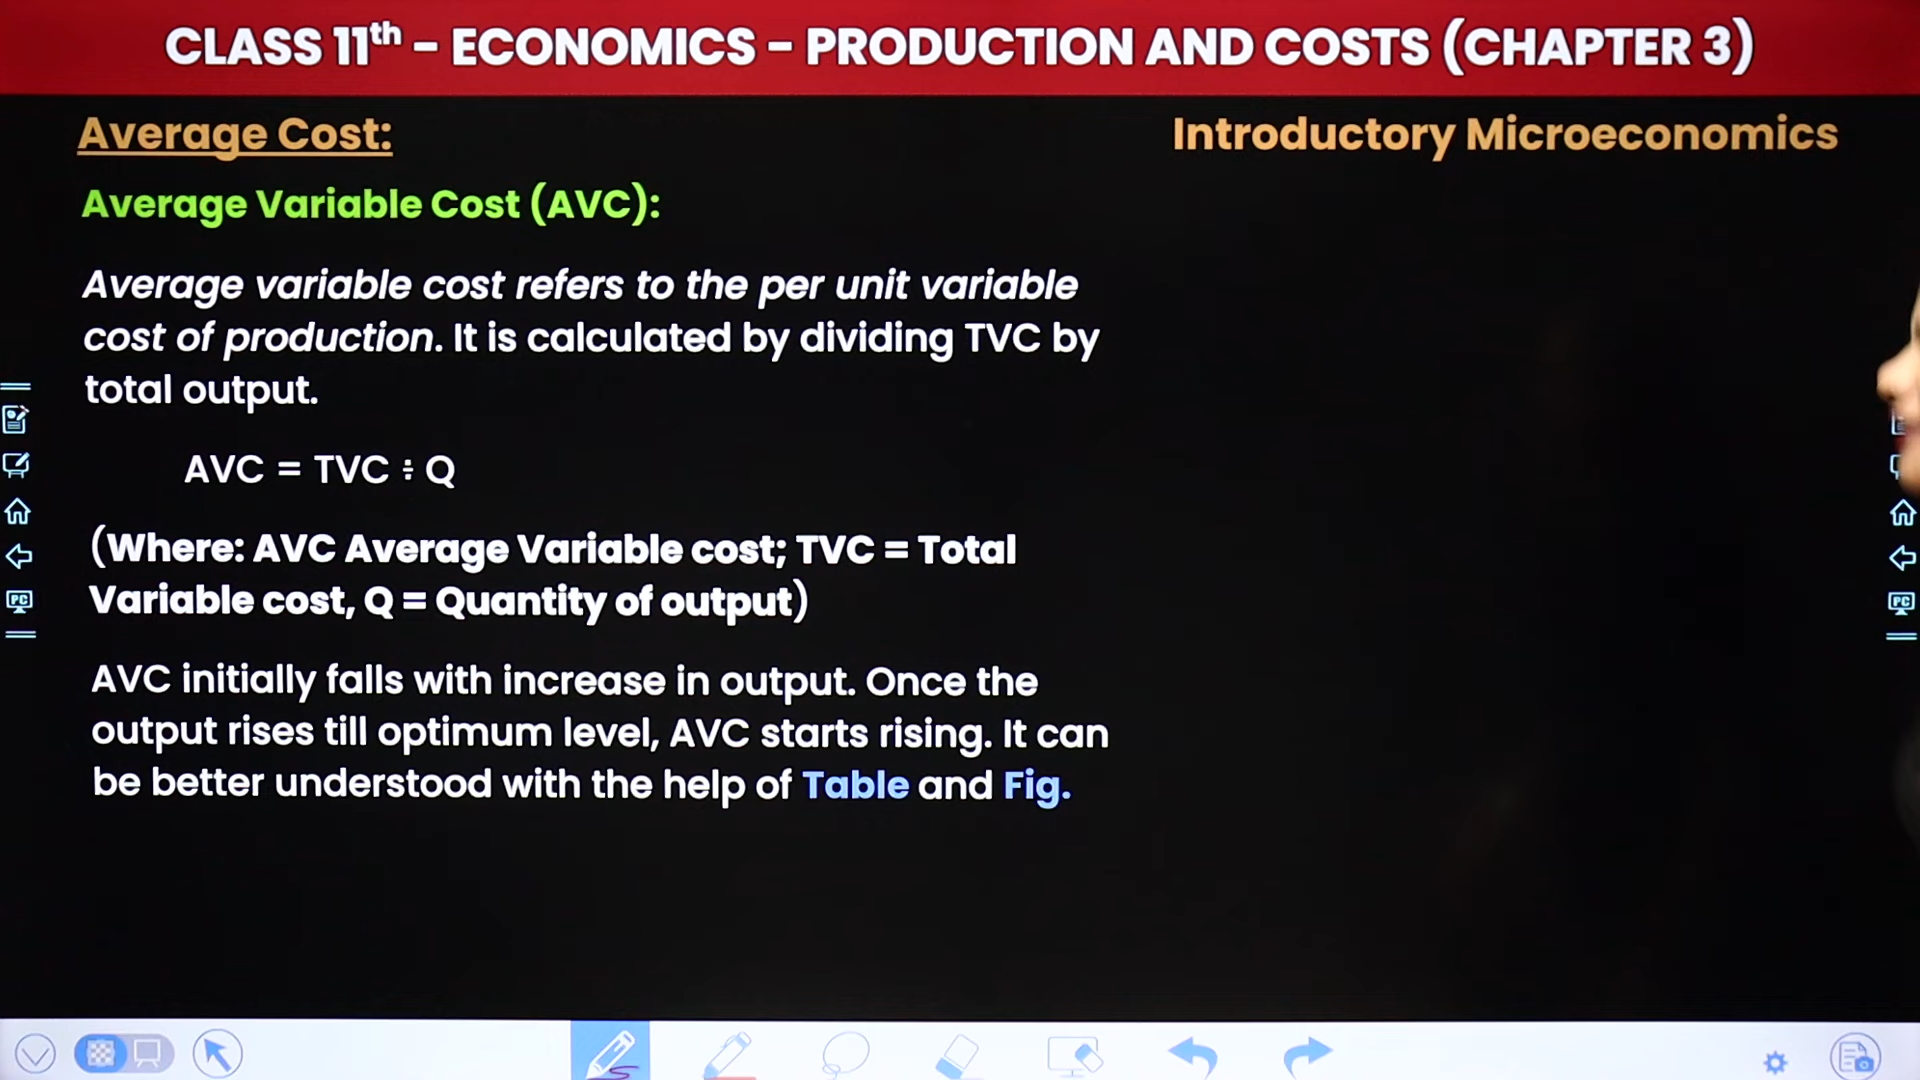 CLASS 11th – ECONOMICS – PRODUCTION AND COSTS (CHAPTER 3)
Average Cost:
Introductory Microeconomics
Average Variable Cost (AVC):
Average variable cost refers to the per unit variable
cost of production. It is calculated by dividing TVC by
total output.
AVC = TVC ÷ Q
(Where: AVC Average Variable cost; TVC = Total
Variable cost, Q = Quantity of output)
AVC initially falls with increase in output. Once the
output rises till optimum level, AVC starts rising. It can
be better understood with the help of Table and Fig.
PC
PC